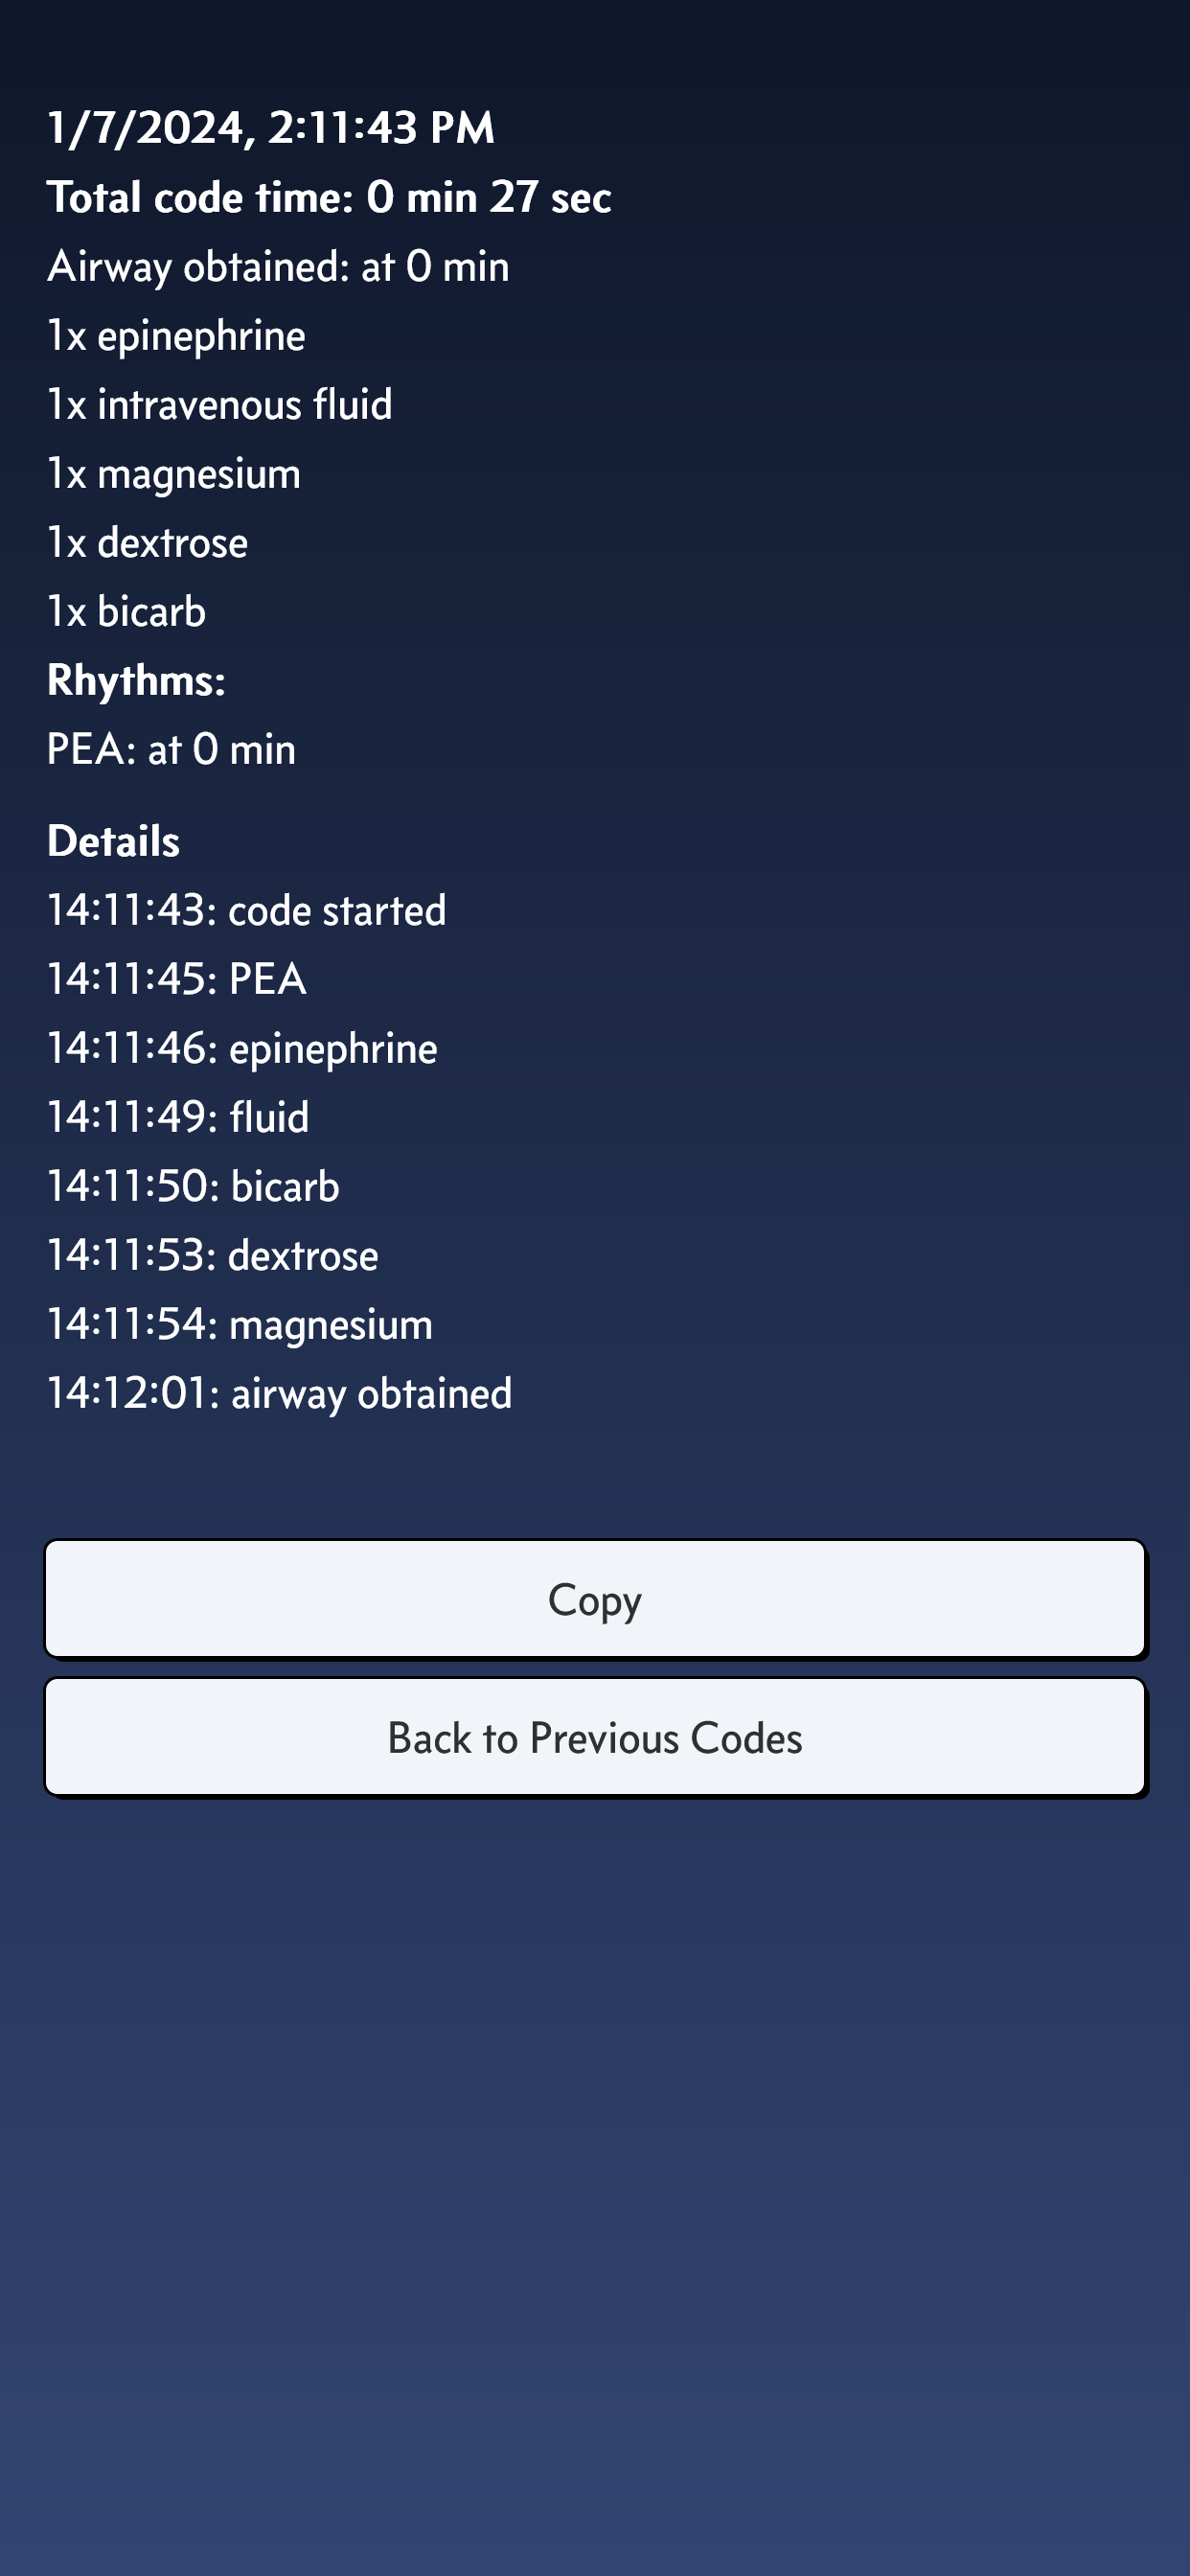 1/7/2024, 2:11:43 PM
Total code time: 0 min 27 sec
Airway obtained: at 0 min
1x epinephrine
1x intravenous fluid
1x magnesium
1x dextrose
1x bicarb
Rhythms:
PEA: at 0 min
Details
14:11:43: code started
14:11:45: PEA
14:11:46: epinephrine
14:11:49: fluid
14:11:50: bicarb
14:11:53: dextrose
14:11:54: magnesium
14:12:01: airway obtained
Copy
Back to Previous Codes